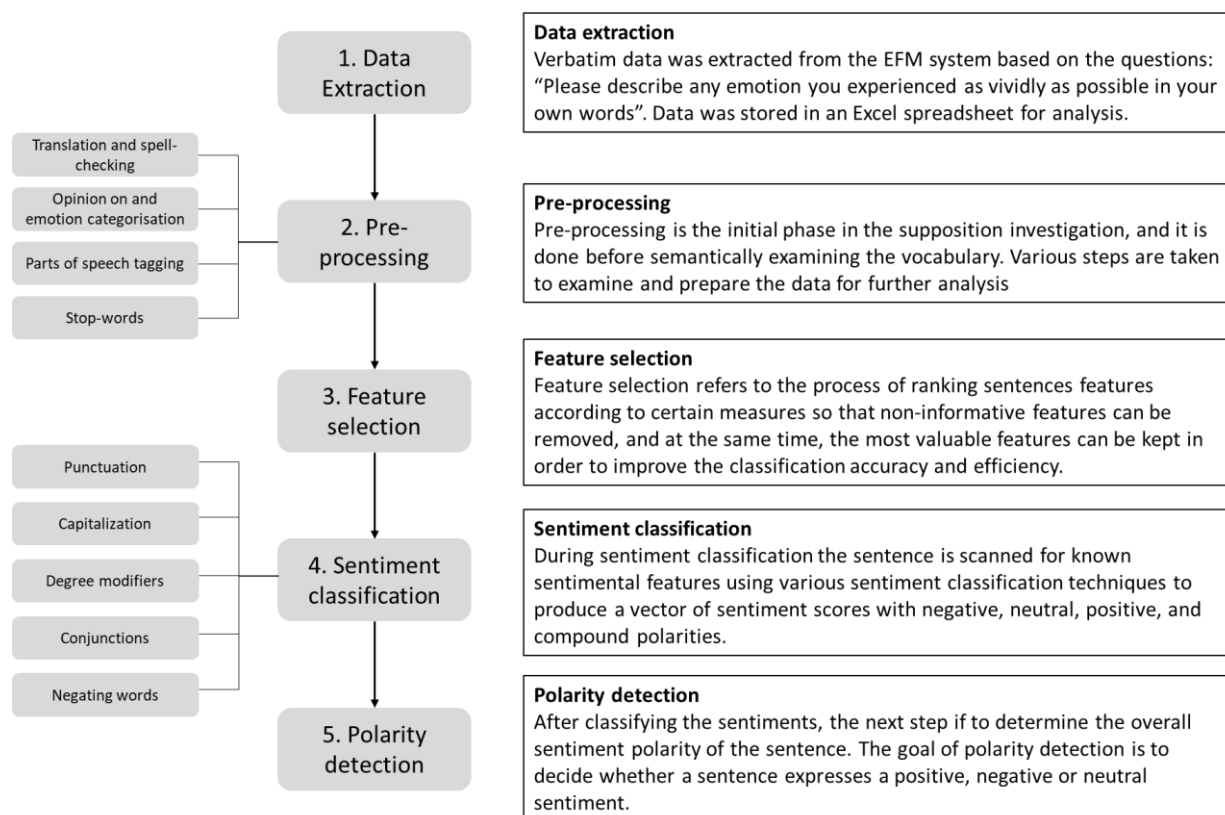 1. Data
Extraction
Data extraction
Verbatim data was extracted from the EFM system based on the questions:
“Please describe any emotion you experienced as vividly as possible in your
own words”. Data was stored in an Excel spreadsheet for analysis.
Translation and spell-
checking
Opinion on and
emotion categorisation
Parts of speech tagging
Stop-words
2. Pre-
processing
Pre-processing
Pre-processing is the initial phase in the supposition investigation, and it is
done before semantically examining the vocabulary. Various steps are taken
to examine and prepare the data for further analysis
3. Feature
selection
Feature selection
Feature selection refers to the process of ranking sentences features
according to certain measures so that non-informative features can be
removed, and at the same time, the most valuable features can be kept in
order to improve the classification accuracy and efficiency.
Punctuation
Capitalization
Degree modifiers
Conjunctions
Negating words
4. Sentiment
classification
Sentiment classification
During sentiment classification the sentence is scanned for known
sentimental features using various sentiment classification techniques to
produce a vector of sentiment scores with negative, neutral, positive, and
compound polarities.
5. Polarity
detection
Polarity detection
After classifying the sentiments, the next step if to determine the overall
sentiment polarity of the sentence. The goal of polarity detection is to
decide whether a sentence expresses a positive, negative or neutral
sentiment.